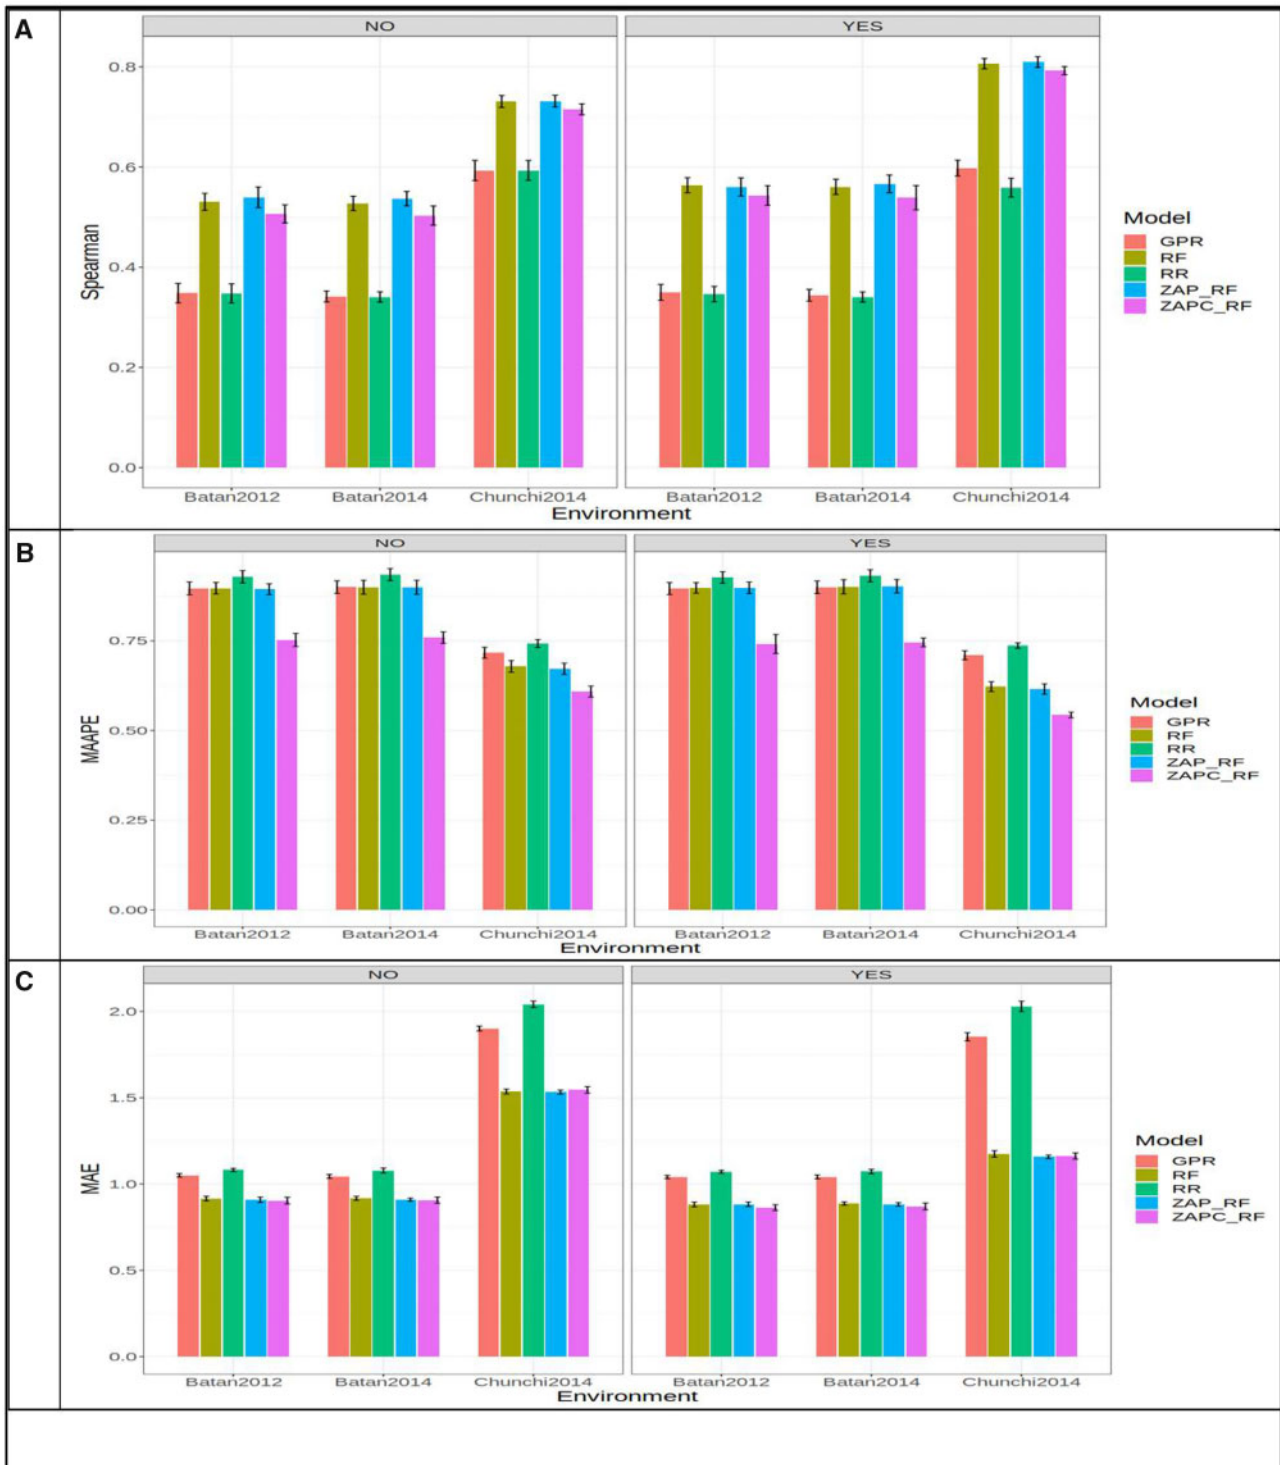 A
NO
YES
0.8
0.6
0.4
0.2
0.0
Spearman
Batan2012
Batan2014
Chunchi2014
Batan2012
Batan2014
Chunchi2014
Environment
Model
GPR
RF
RR
ZAP_RF
ZAPC_RF
B
NO
YES
0.75
0.50
0.25
0.00
MAAPE
Batan2012
Batan2014
Chunchi2014
Batan2012
Batan2014
Chunchi2014
Environment
Model
GPR
RF
RR
ZAP_RF
ZAPC_RF
C
NO
YES
2.0
1.5
1.0
0.5
0.0
MAE
Batan2012
Batan2014
Chunchi2014
Batan2012
Batan2014
Chunchi2014
Environment
Model
GPR
RF
RR
ZAP_RF
ZAPC_RF